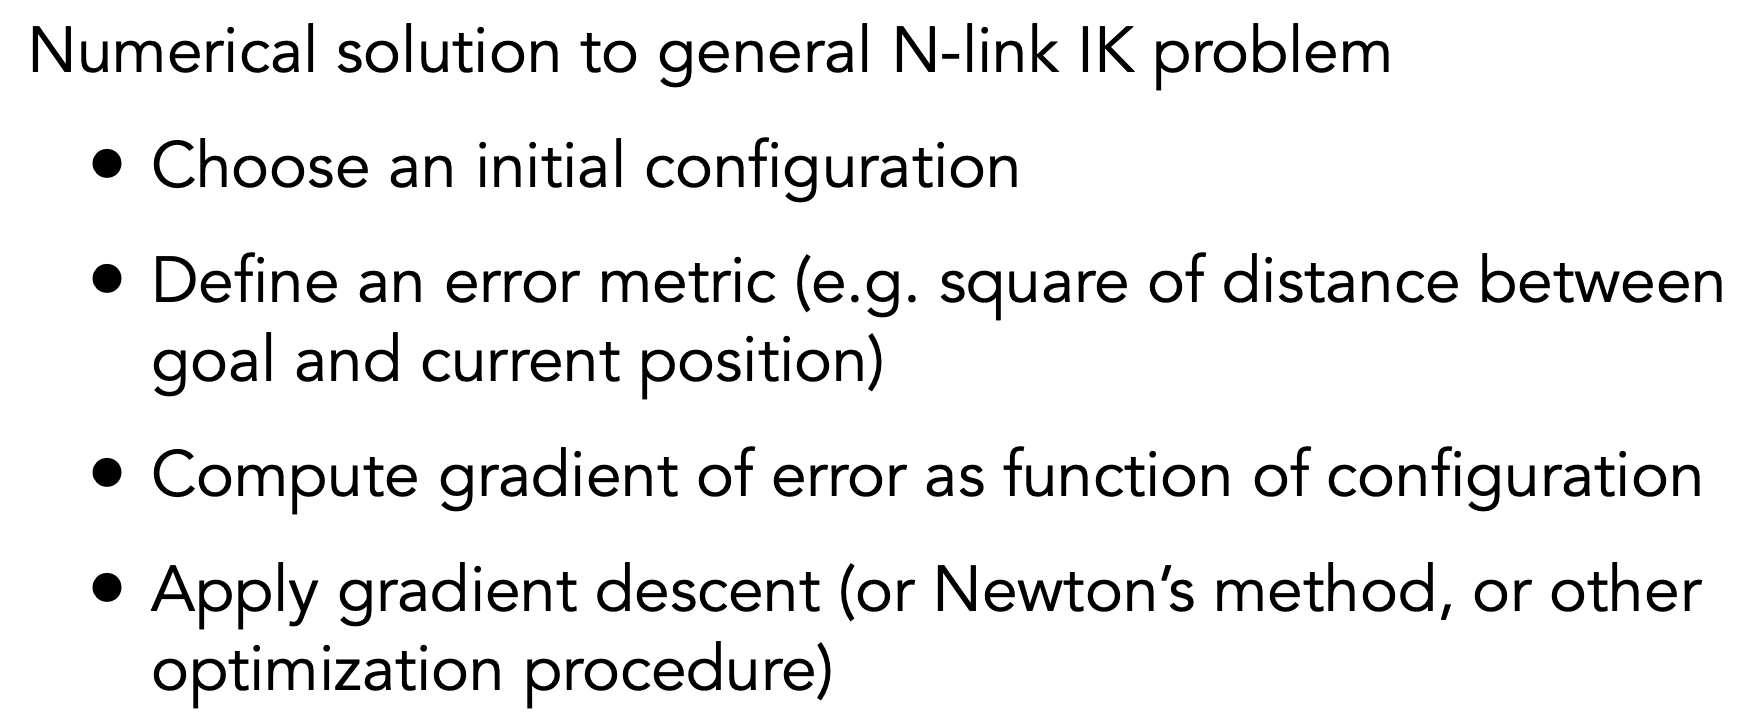 Numerical solution to general N-link IK problem
• Choose an initial configuration
• Define an error metric (e.g. square of distance between
goal and current position)
• Compute gradient of error as function of configuration
• Apply gradient descent (or Newton’s method, or other
optimization procedure)